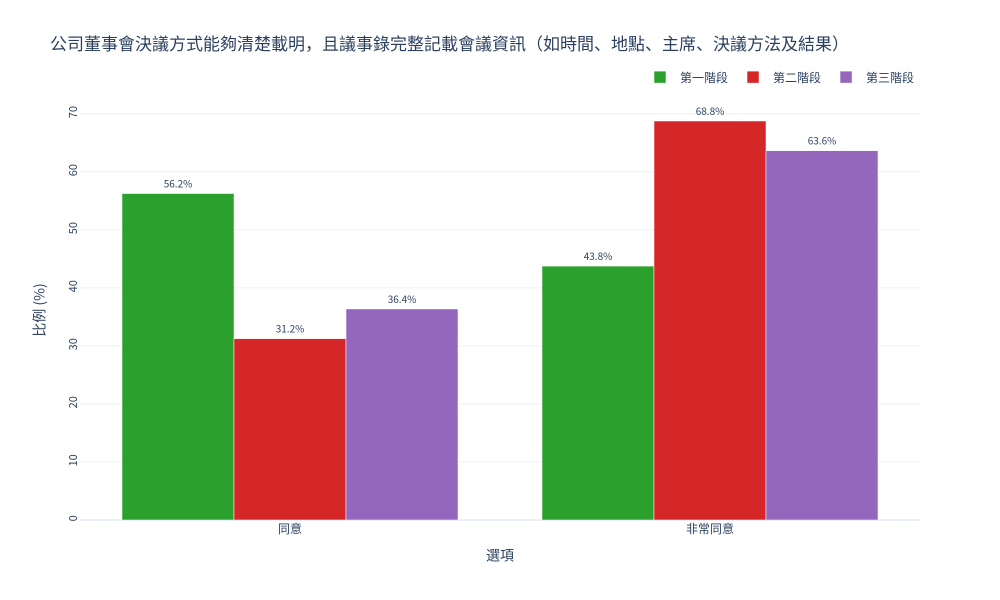 公司董事會決議方式能夠清楚載明，且議事錄完整記載會議資訊（如時間、地點、主席、決議方法及結果）
第一階段 第二階段 第三階段
70
60
50
40
30
20
10
0
比例 (%)
56.2%
31.2%
36.4%
43.8%
68.8%
63.6%
同意
非常同意
選項